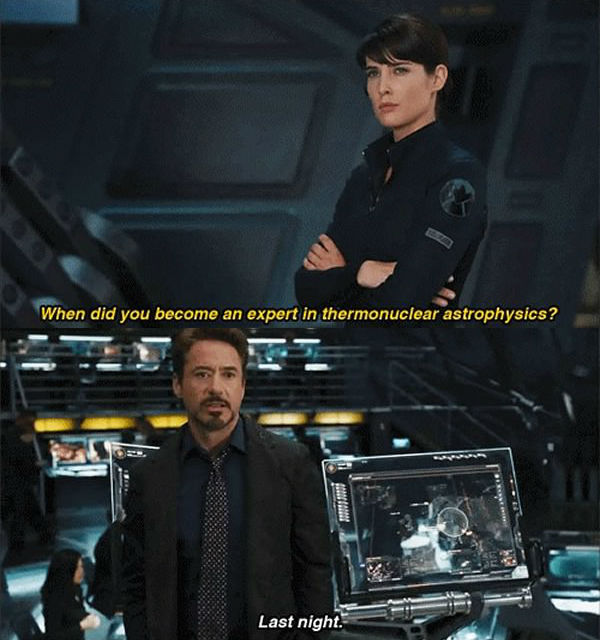 When did you become an expert in thermonuclear astrophysics?
Last night.